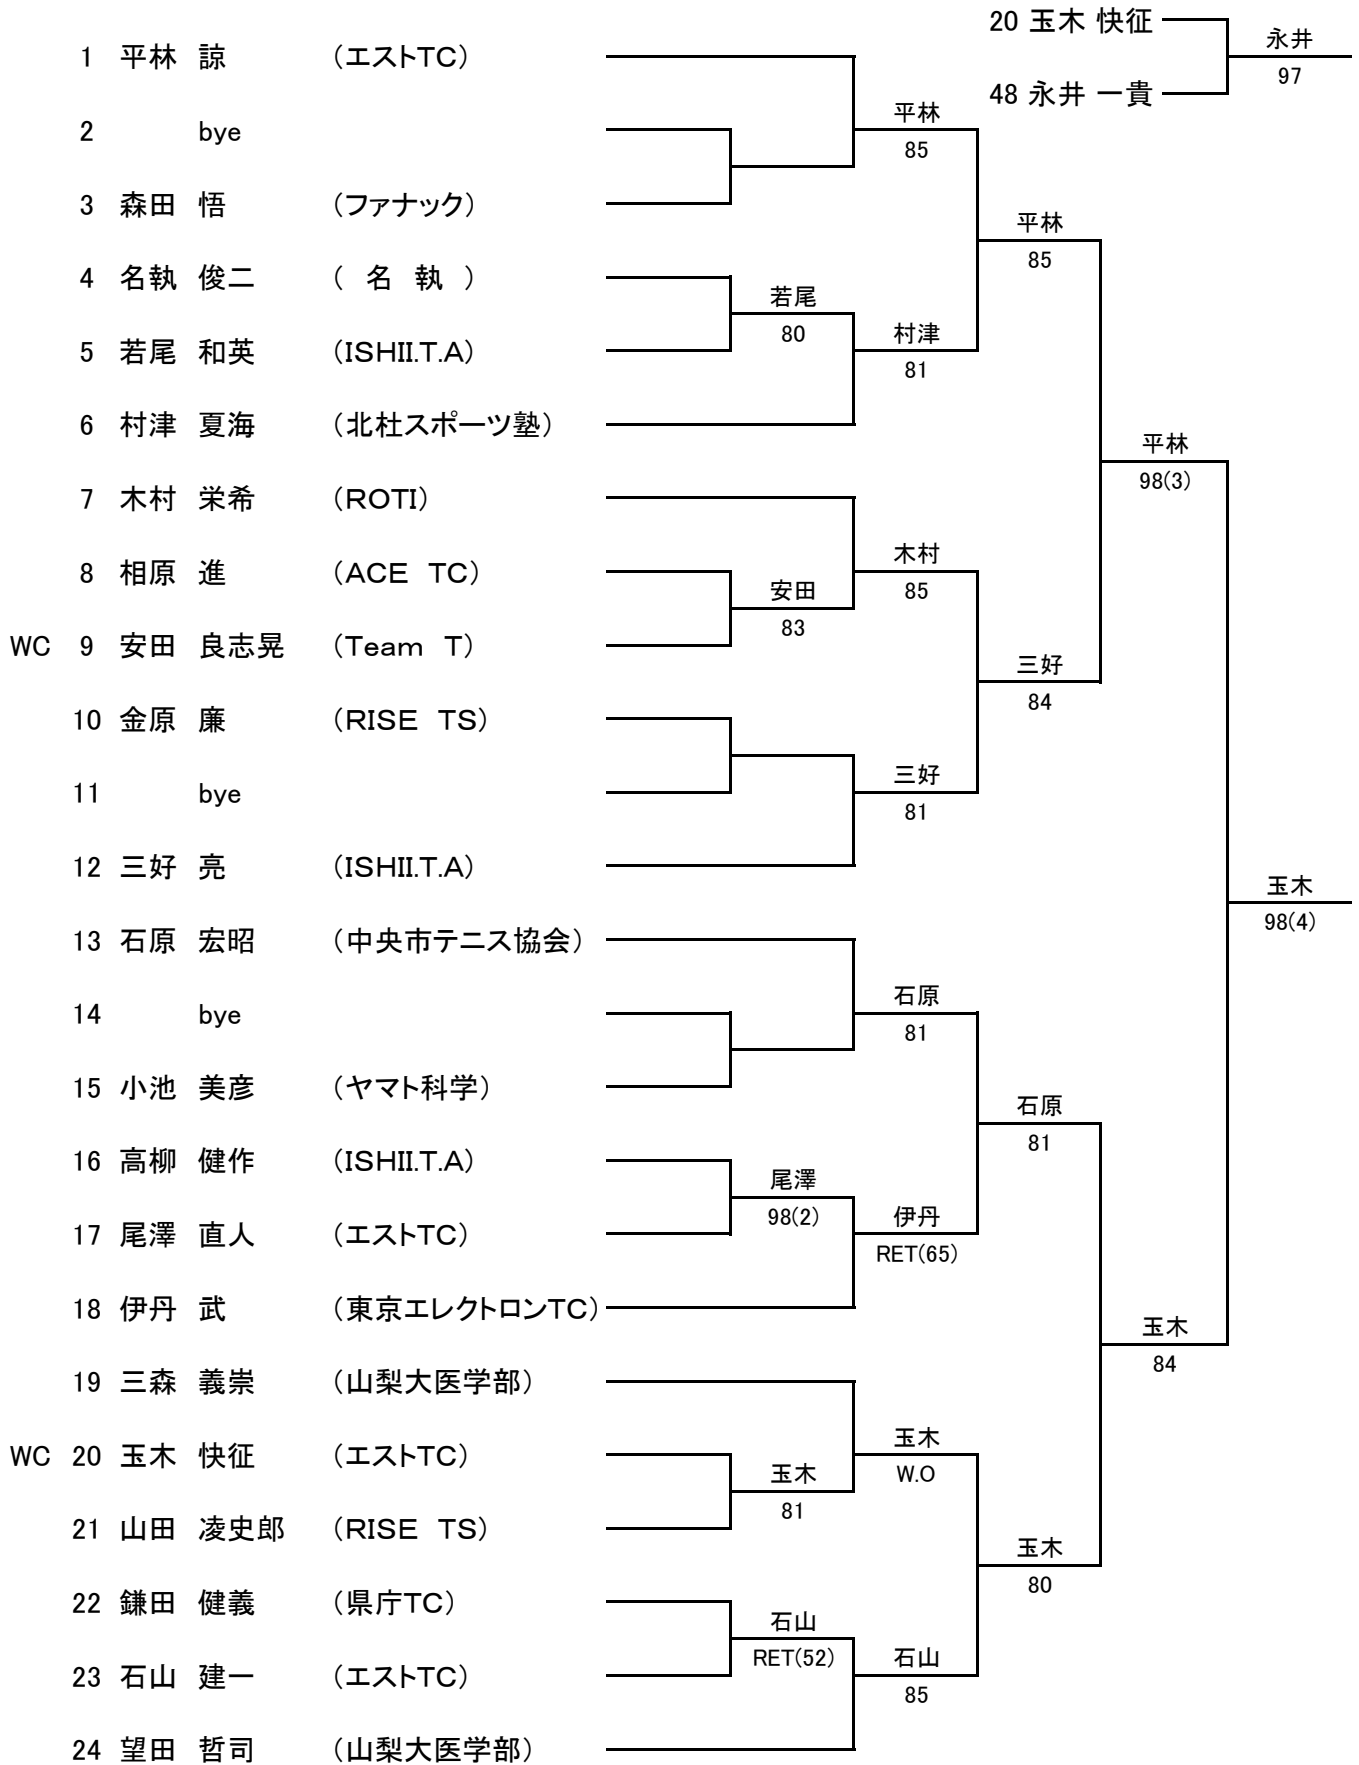 20 玉木 快征
永井
97
48 永井 一貴
1 平林 諒 (エストTC)
平林
85
2 bye
3 森田 悟 (ファナック)
平林
85
4 名執 俊二 ( 名 執 )
若尾
80
5 若尾 和英 (ISHII.T.A)
村津
81
6 村津 夏海 (北杜スポーツ塾)
平林
98(3)
7 木村 栄希 (ROTI)
木村
85
8 相原 進 (ACE TC)
安田
83
WC 9 安田 良志晃 (Team T)
三好
84
10 金原 廉 (RISE TS)
三好
81
11 bye
12 三好 亮 (ISHII.T.A)
玉木
98(4)
13 石原 宏昭 (中央市テニス協会)
石原
81
14 bye
15 小池 美彦 (ヤマト科学)
石原
81
16 高柳 健作 (ISHII.T.A)
尾澤
98(2)
17 尾澤 直人 (エストTC)
伊丹
RET(65)
18 伊丹 武 (東京エレクトロンTC)
玉木
84
19 三森 義崇 (山梨大医学部)
玉木
W.O
WC 20 玉木 快征 (エストTC)
玉木
81
21 山田 凌史郎 (RISE TS)
玉木
80
22 鎌田 健義 (県庁TC)
石山
RET(52)
23 石山 建一 (エストTC)
石山
85
24 望田 哲司 (山梨大医学部)